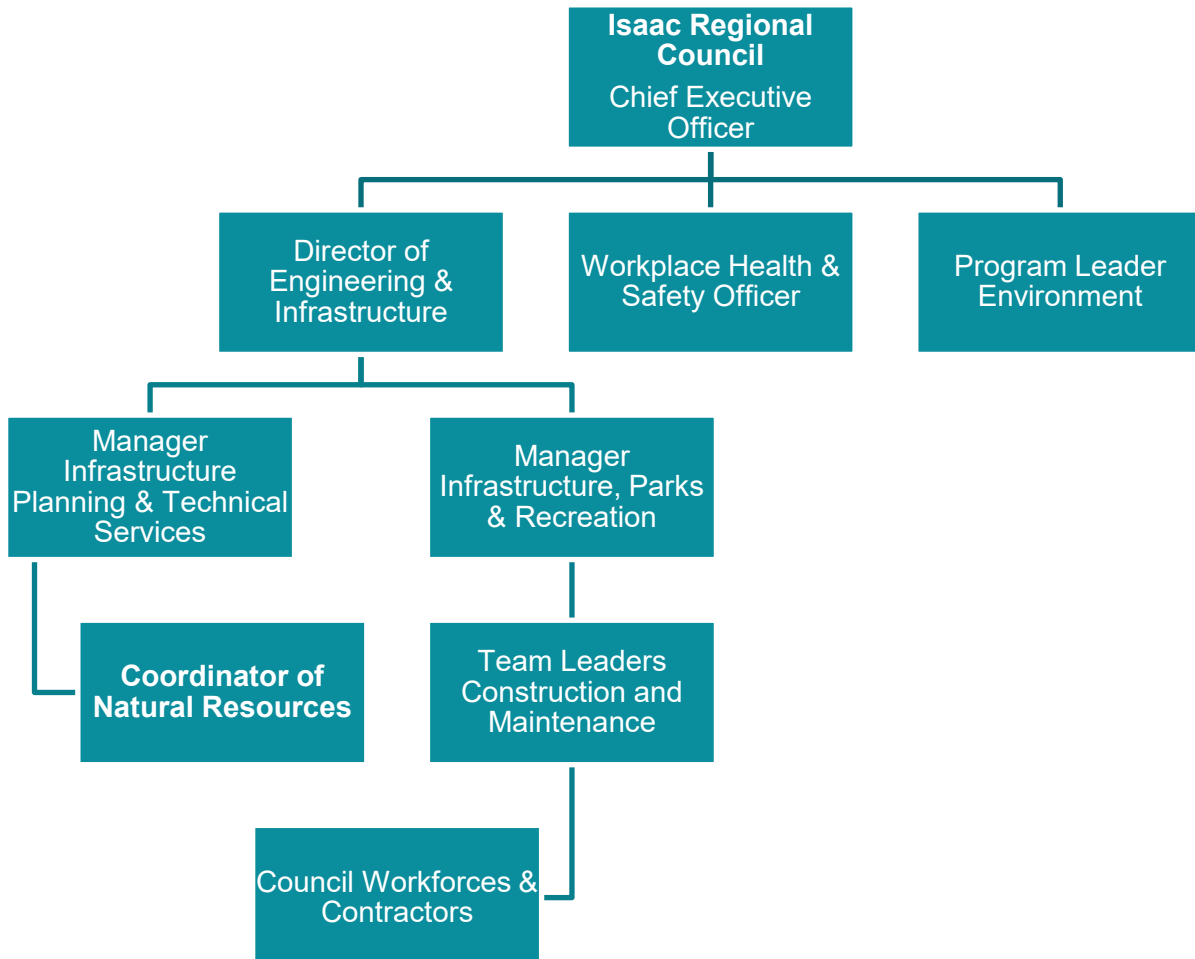 Isaac Regional
Council
Chief Executive
Officer
Director of
Engineering &
Infrastructure
Workplace Health &
Safety Officer
Program Leader
Environment
Manager
Infrastructure
Planning & Technical
Services
Manager
Infrastructure, Parks
& Recreation
Coordinator of
Natural Resources
Team Leaders
Construction and
Maintenance
Council Workforces &
Contractors